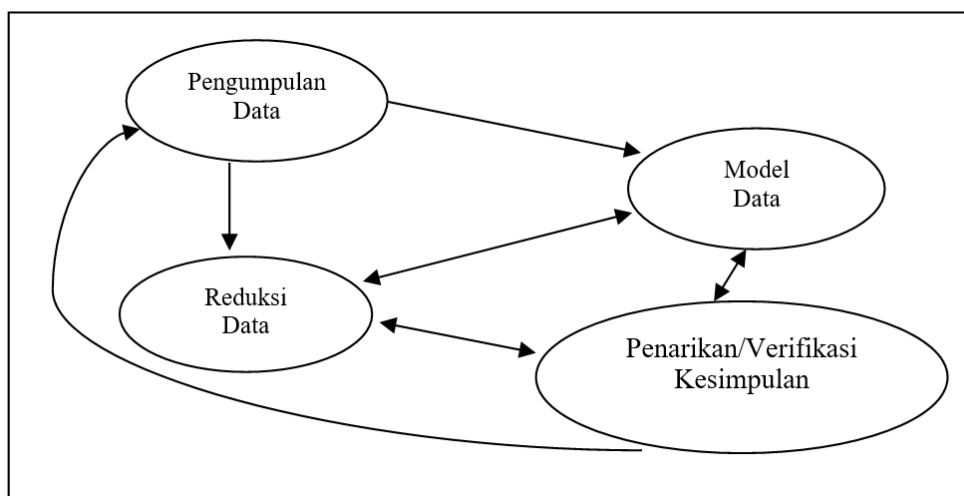 Pengumpulan
Data
Model
Data
Reduksi
Data
Penarikan/Verifikasi
Kesimpulan